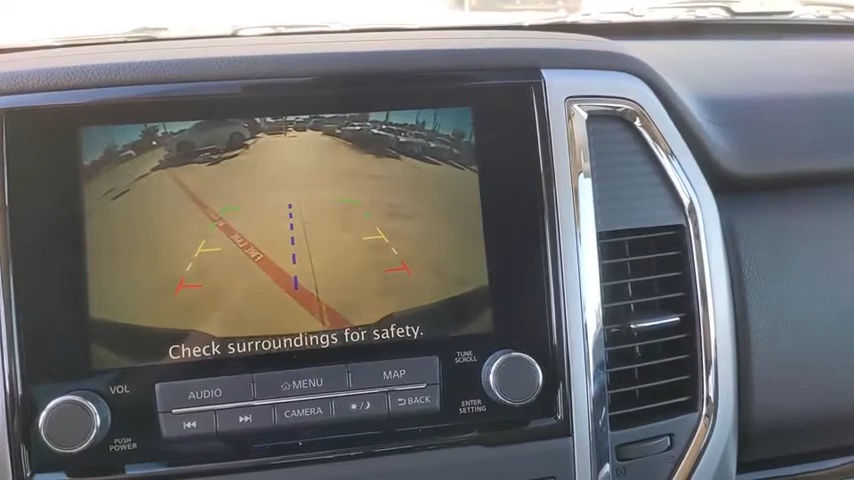 Check surroundings for safety.
VOL
AUDIO
MENU
MAP
TUNE
SCROLL
CAMERA
BACK
PUSH
POWER
ENTER
SETTING